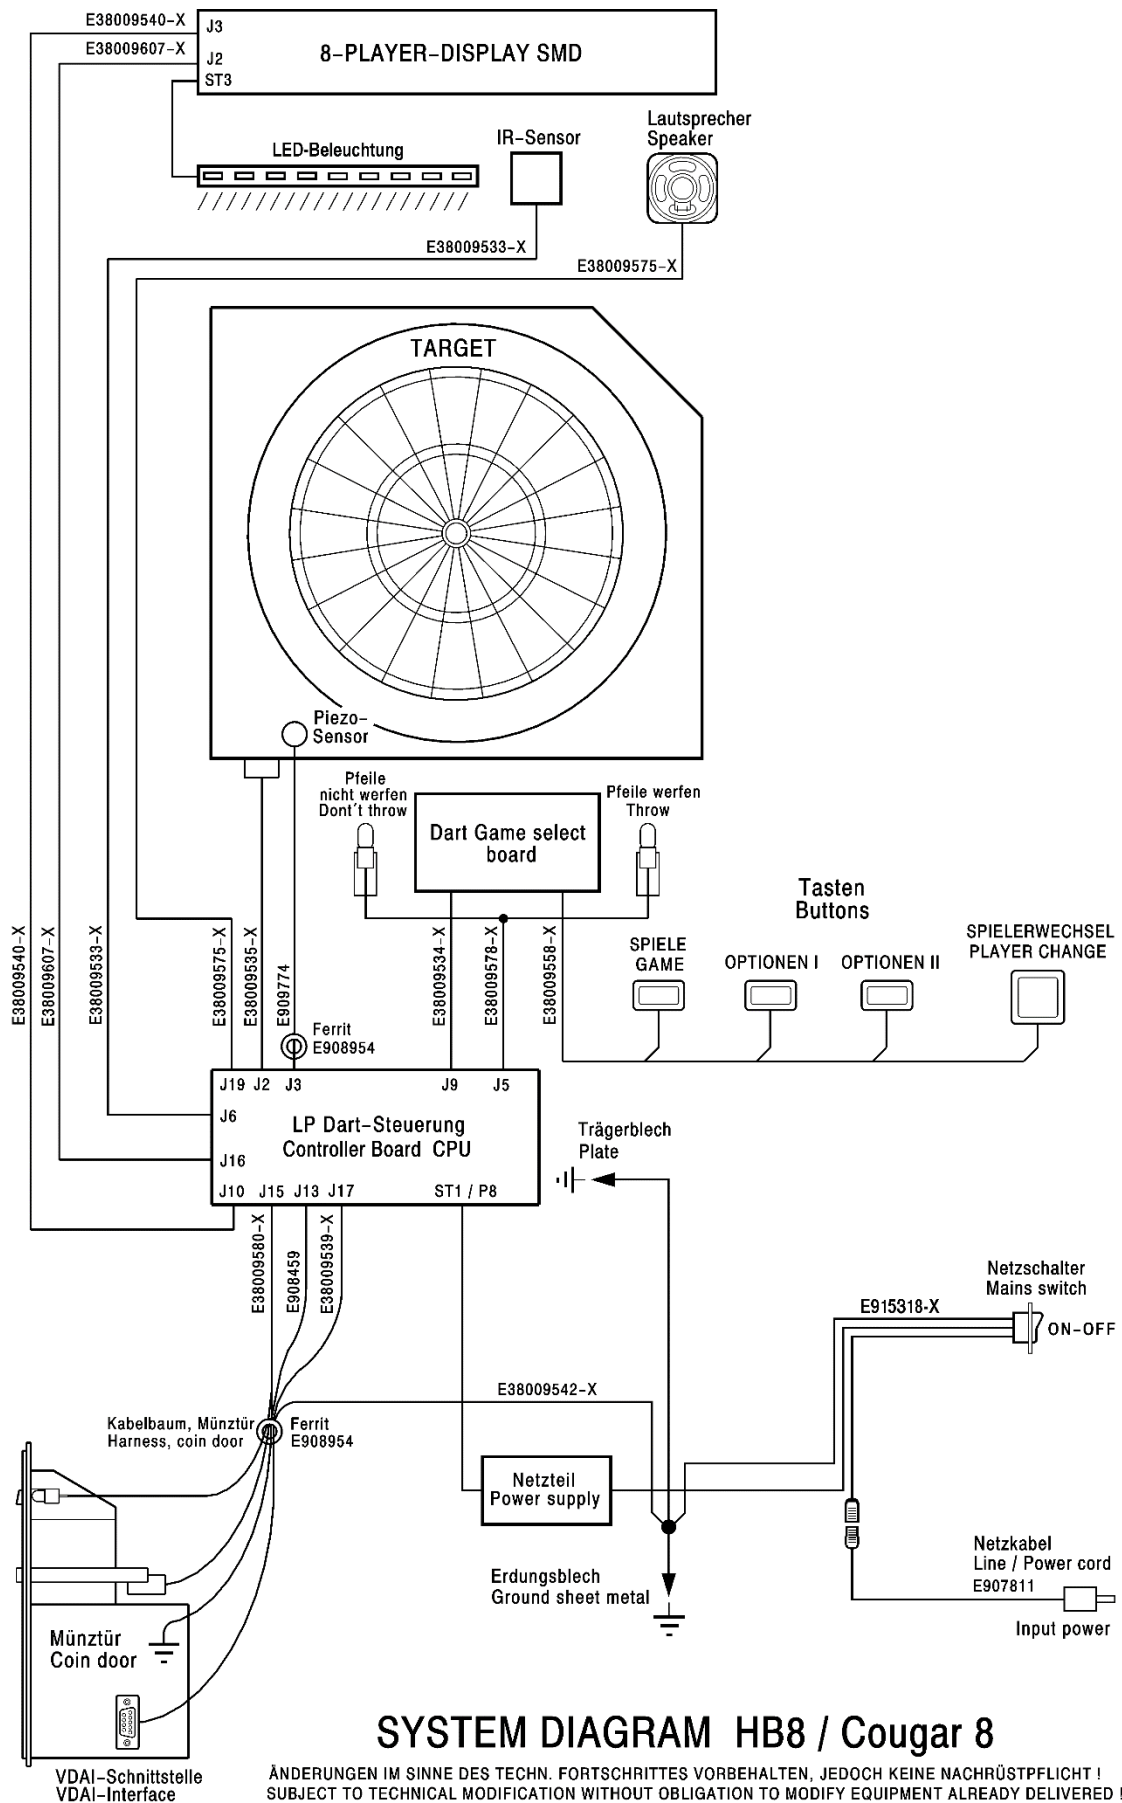 E38009540-X
J3
E38009607-X
J2
ST3
8-PLAYER-DISPLAY SMD
Lautsprecher
Speaker
IR-Sensor
LED-Beleuchtung
E38009533-X
E38009575-X
TARGET
Piezo-
Sensor
Pfeile
nicht werfen
Dont´t throw
Pfeile werfen
Throw
Dart Game select
board
Tasten
Buttons
SPIELE
GAME
OPTIONEN I
OPTIONEN II
SPIELERWECHSEL
PLAYER CHANGE
E38009540-X
E38009607-X
E38009533-X
E38009575-X
E38009535-X
E909774
E38009534-X
E38009578-X
E38009558-X
Ferrit
E908954
J19
J2
J3
J9
J5
J6
LP Dart-Steuerung
Controller Board CPU
J16
J10
J15
J13
J17
ST1 / P8
Trägerblech
Plate
E38009580-X
E908459
E38009539-X
Netzschalter
Mains switch
E915318-X
ON-OFF
E38009542-X
Kabelbaum, Münztür
Harness, coin door
Ferrit
E908954
Netzteil
Power supply
Netzkabel
Line / Power cord
E907811
Input power
Erdungsblech
Ground sheet metal
Münztür
Coin door
VDAI-Schnittstelle
VDAI-Interface
SYSTEM DIAGRAM HB8 / Cougar 8
ÄNDERUNGEN IM SINNE DES TECHN. FORTSCHRITTES VORBEHALTEN, JEDOCH KEINE NACHRÜSTPFLICHT !
SUBJECT TO TECHNICAL MODIFICATION WITHOUT OBLIGATION TO MODIFY EQUIPMENT ALREADY DELIVERED !